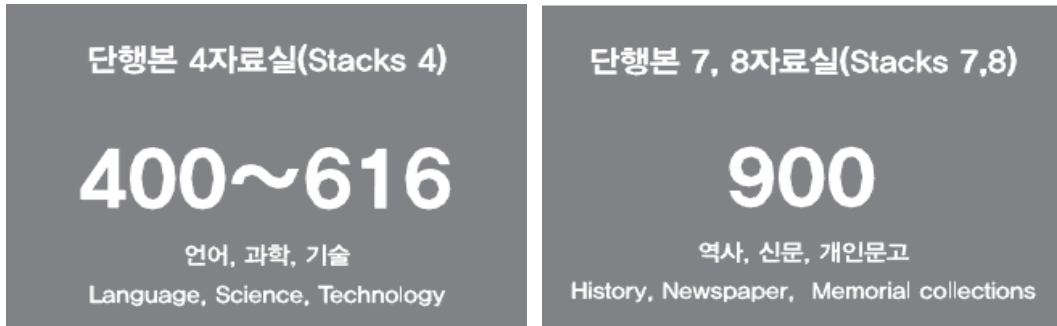 단행본 4자료실(Stacks 4)
400~616
언어, 과학, 기술
Language, Science, Technology
단행본 7, 8자료실(Stacks 7,8)
900
역사, 신문, 개인문고
History, Newspaper, Memorial collections